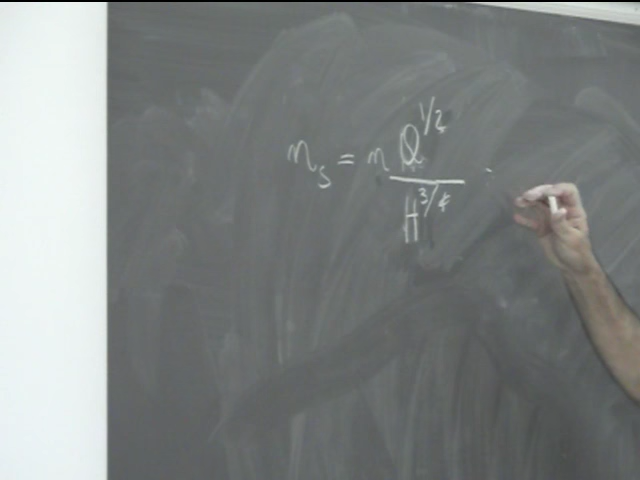 n_s = n Q^{1/2} / H^{3/4}